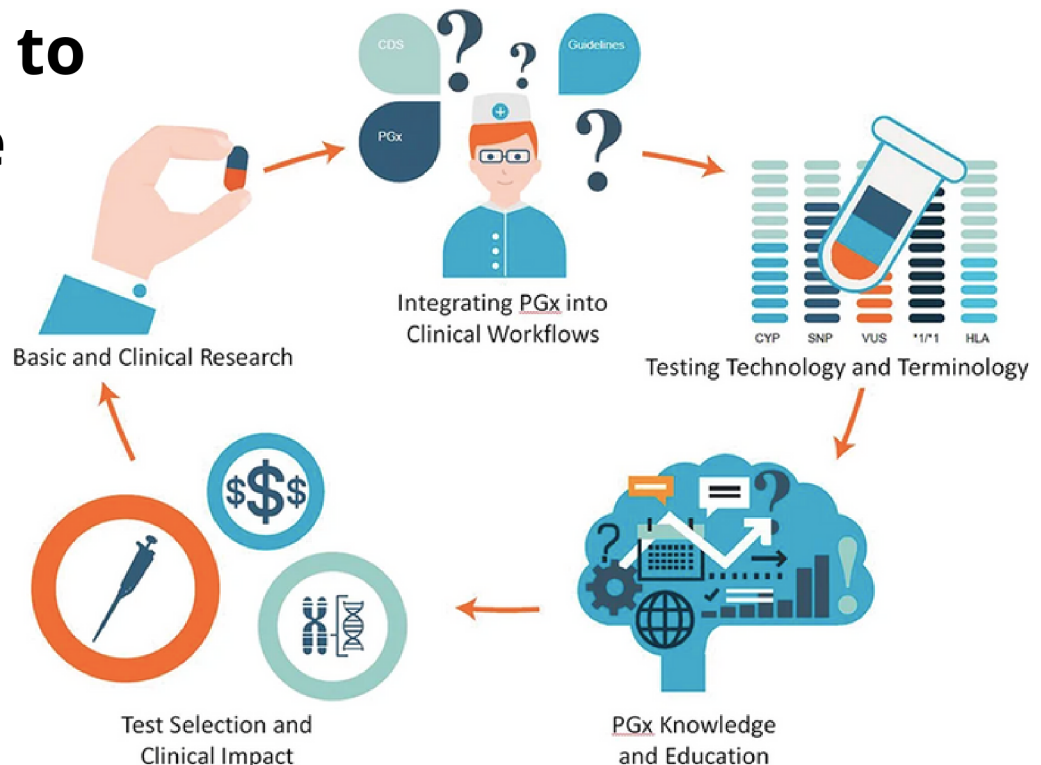 to
e
CDS
Guidelines
PGx
Integrating PGx into
Clinical Workflows
Basic and Clinical Research
CYP SNP VUS *1/*1 HLA
Testing Technology and Terminology
$$$
Test Selection and
Clinical Impact
PGx Knowledge
and Education